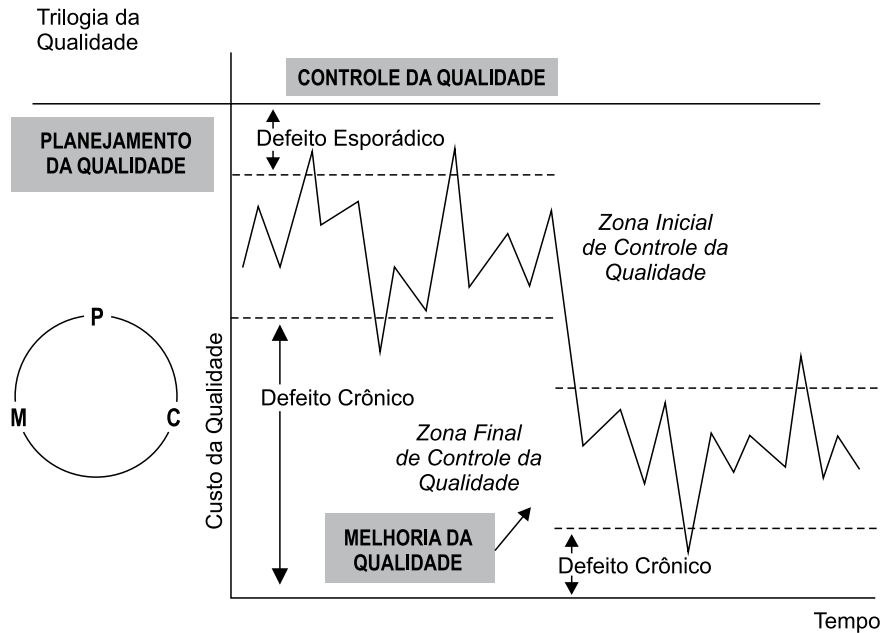 Trilogia da
Qualidade
CONTROLE DA QUALIDADE
PLANEJAMENTO
DA QUALIDADE
Defeito Esporádico
Zona Inicial
de Controle da
Qualidade
P
M
C
Custo da Qualidade
Defeito Crônico
Zona Final
de Controle da
Qualidade
MELHORIA DA
QUALIDADE
Defeito Crônico
Tempo